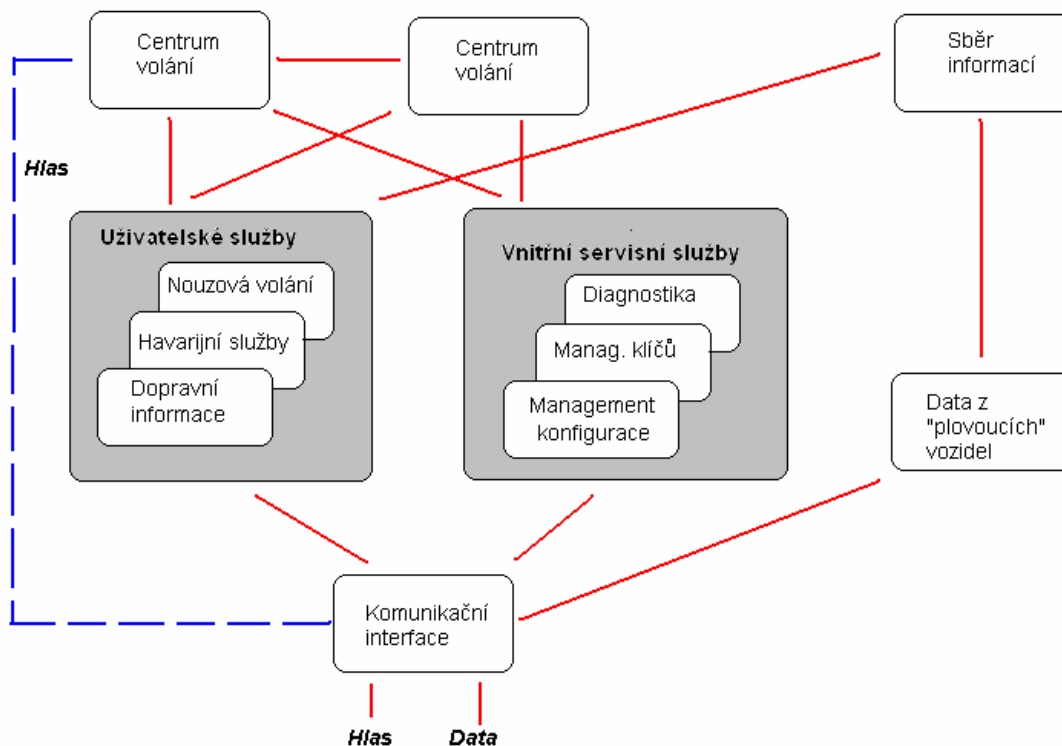 Centrum
volání
Centrum
volání
Sběr
informací
Hlas
Uživatelské služby
Nouzová volání
Havarijní služby
Dopravní
informace
Vnitřní servisní služby
Diagnostika
Manag. klíčů
Management
konfigurace
Data z
"plovoucích"
vozidel
Komunikační
interface
Hlas
Data